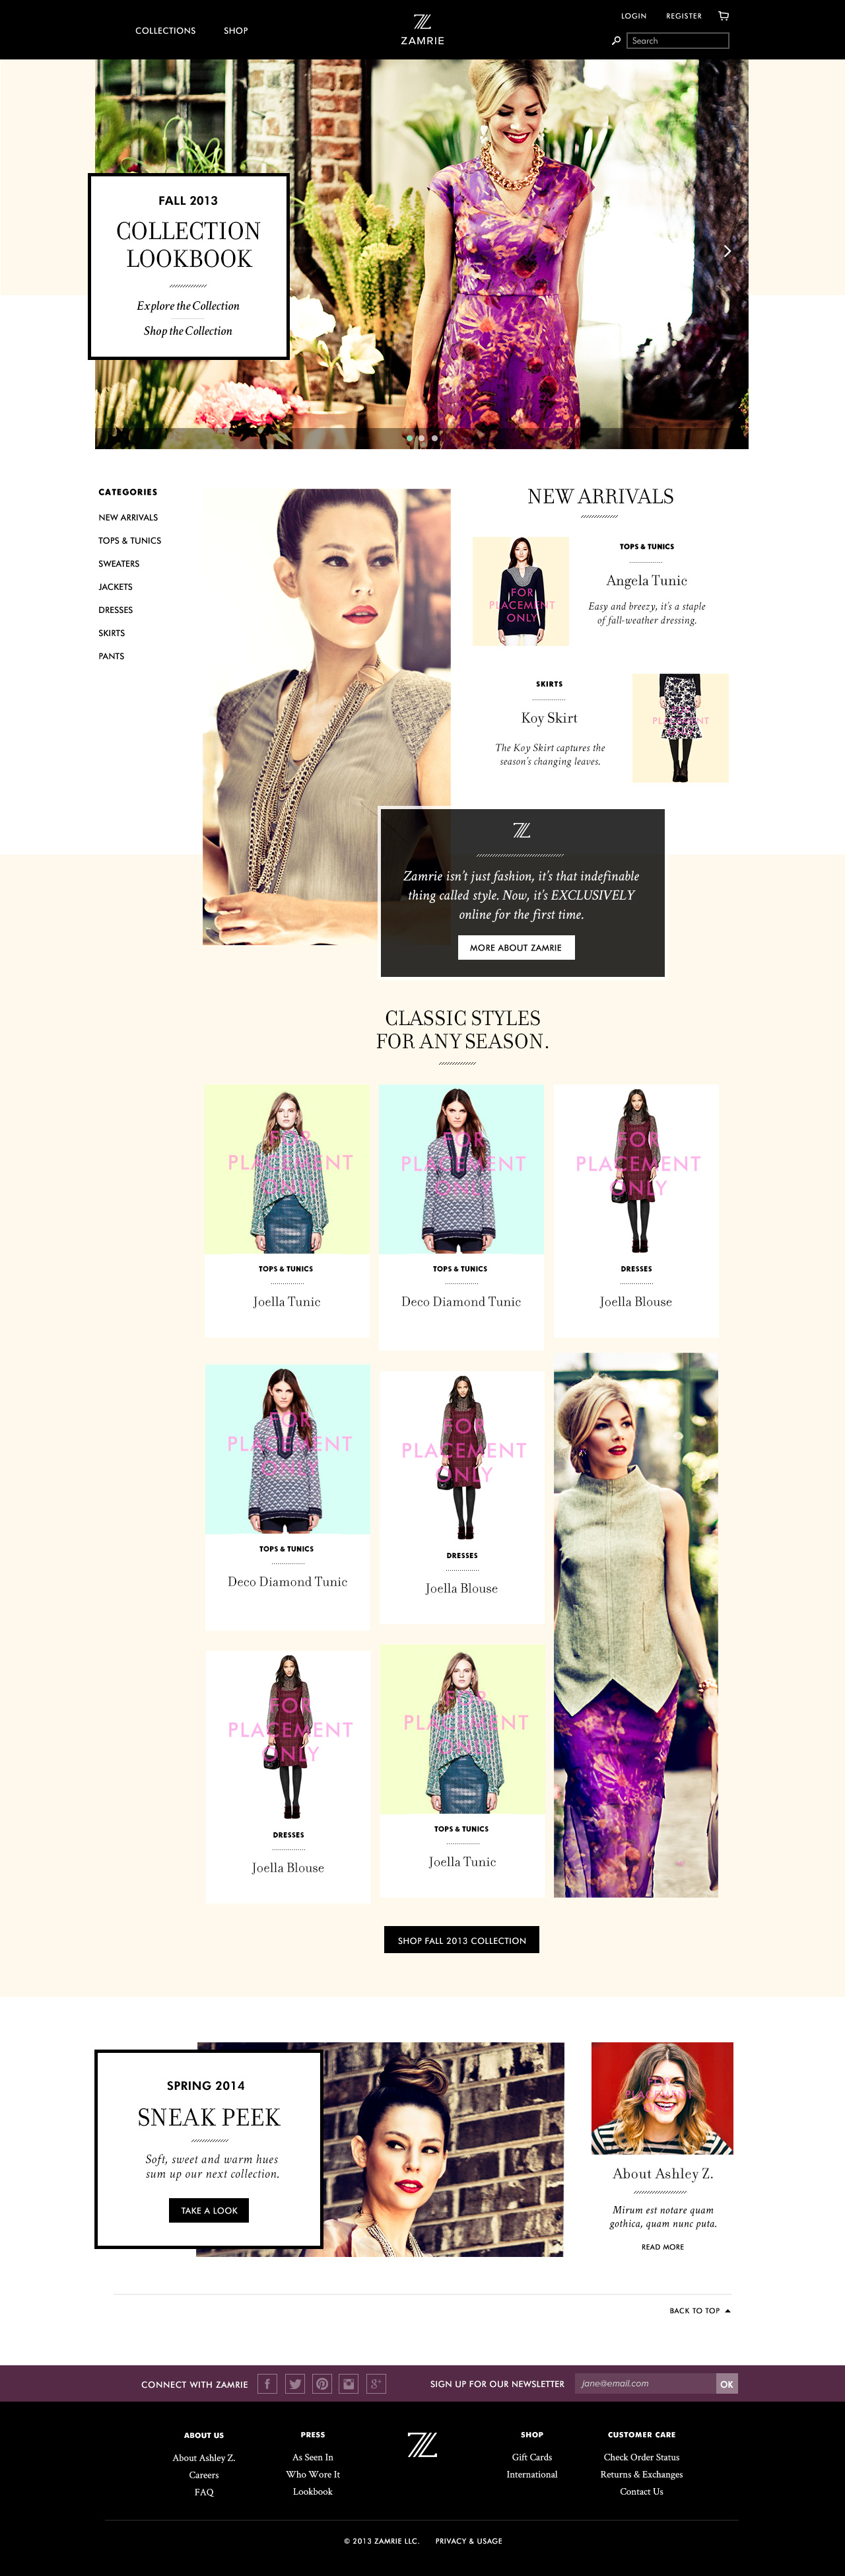 COLLECTIONS SHOP
ZAMRIE
LOGIN REGISTER
Search
FALL 2013
COLLECTION
LOOKBOOK
Explore the Collection
Shop the Collection
CATEGORIES
NEW ARRIVALS
TOPS & TUNICS
SWEATERS
JACKETS
DRESSES
SKIRTS
PANTS
NEW ARRIVALS
FOR
PLACEMENT
ONLY
TOPS & TUNICS
Angela Tunic
Easy and breezy, it's a staple
of fall-weather dressing.
SKIRTS
Koy Skirt
The Koy Skirt captures the
season's changing leaves.
FOR
PLACEMENT
ONLY
Zamrie isn't just fashion, it's that indefinable
thing called style. Now, it's EXCLUSIVELY
online for the first time.
MORE ABOUT ZAMRIE
CLASSIC STYLES
FOR ANY SEASON.
FOR
PLACEMENT
ONLY
TOPS & TUNICS
Joella Tunic
FOR
PLACEMENT
ONLY
TOPS & TUNICS
Deco Diamond Tunic
FOR
PLACEMENT
ONLY
DRESSES
Joella Blouse
FOR
PLACEMENT
ONLY
TOPS & TUNICS
Deco Diamond Tunic
FOR
PLACEMENT
ONLY
DRESSES
Joella Blouse
FOR
PLACEMENT
ONLY
DRESSES
Joella Blouse
FOR
PLACEMENT
ONLY
TOPS & TUNICS
Joella Tunic
SHOP FALL 2013 COLLECTION
SPRING 2014
SNEAK PEEK
Soft, sweet and warm hues
sum up our next collection.
TAKE A LOOK
FOR
PLACEMENT
ONLY
About Ashley Z.
Mirum est notare quam
gothica, quam nunc puta.
READ MORE
BACK TO TOP
CONNECT WITH ZAMRIE
SIGN UP FOR OUR NEWSLETTER
jane@email.com
OK
ABOUT US
About Ashley Z.
Careers
FAQ
PRESS
As Seen In
Who Wore It
Lookbook
SHOP
Gift Cards
International
CUSTOMER CARE
Check Order Status
Returns & Exchanges
Contact Us
© 2013 ZAMRIE LLC. PRIVACY & USAGE